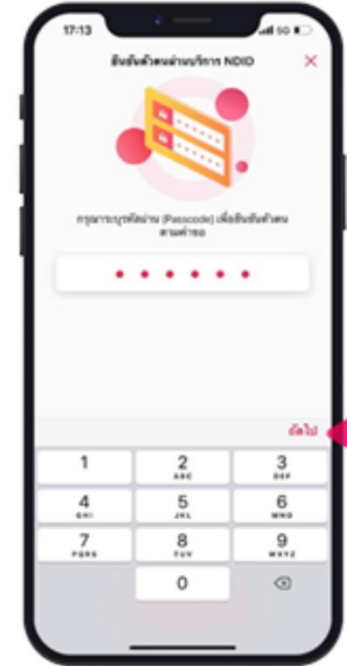 17:13
5G
ยืนยันตัวตนผ่านบริการ NDID
กรุณาระบุรหัสผ่าน (Passcode) เพื่อยืนยันตัวตน
ตามคำขอ
ถัดไป
1 2 3
ABC DEF
4 5 6
GHI JKL MNO
7 8 9
PQRS TUV WXYZ
0